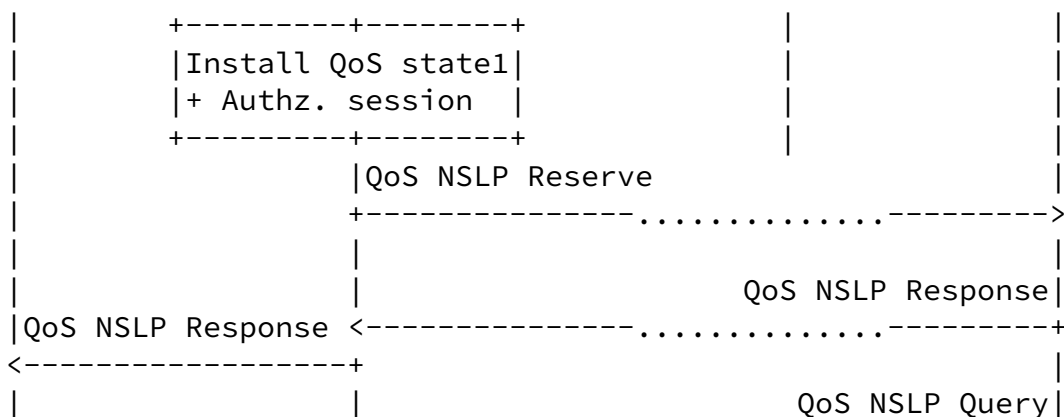 |         +---------+--------+              |              |
|         |Install QoS state1|              |              |
|         |+ Authz. session  |              |              |
|         +---------+--------+              |              |
|                   |QoS NSLP Reserve                      |
|                   +---------------..............--------->
|                   |                                      |
|                   |                     QoS NSLP Response|
|QoS NSLP Response <---------------..............---------+
<-------------------+                                      |
|                   |                        QoS NSLP Query|